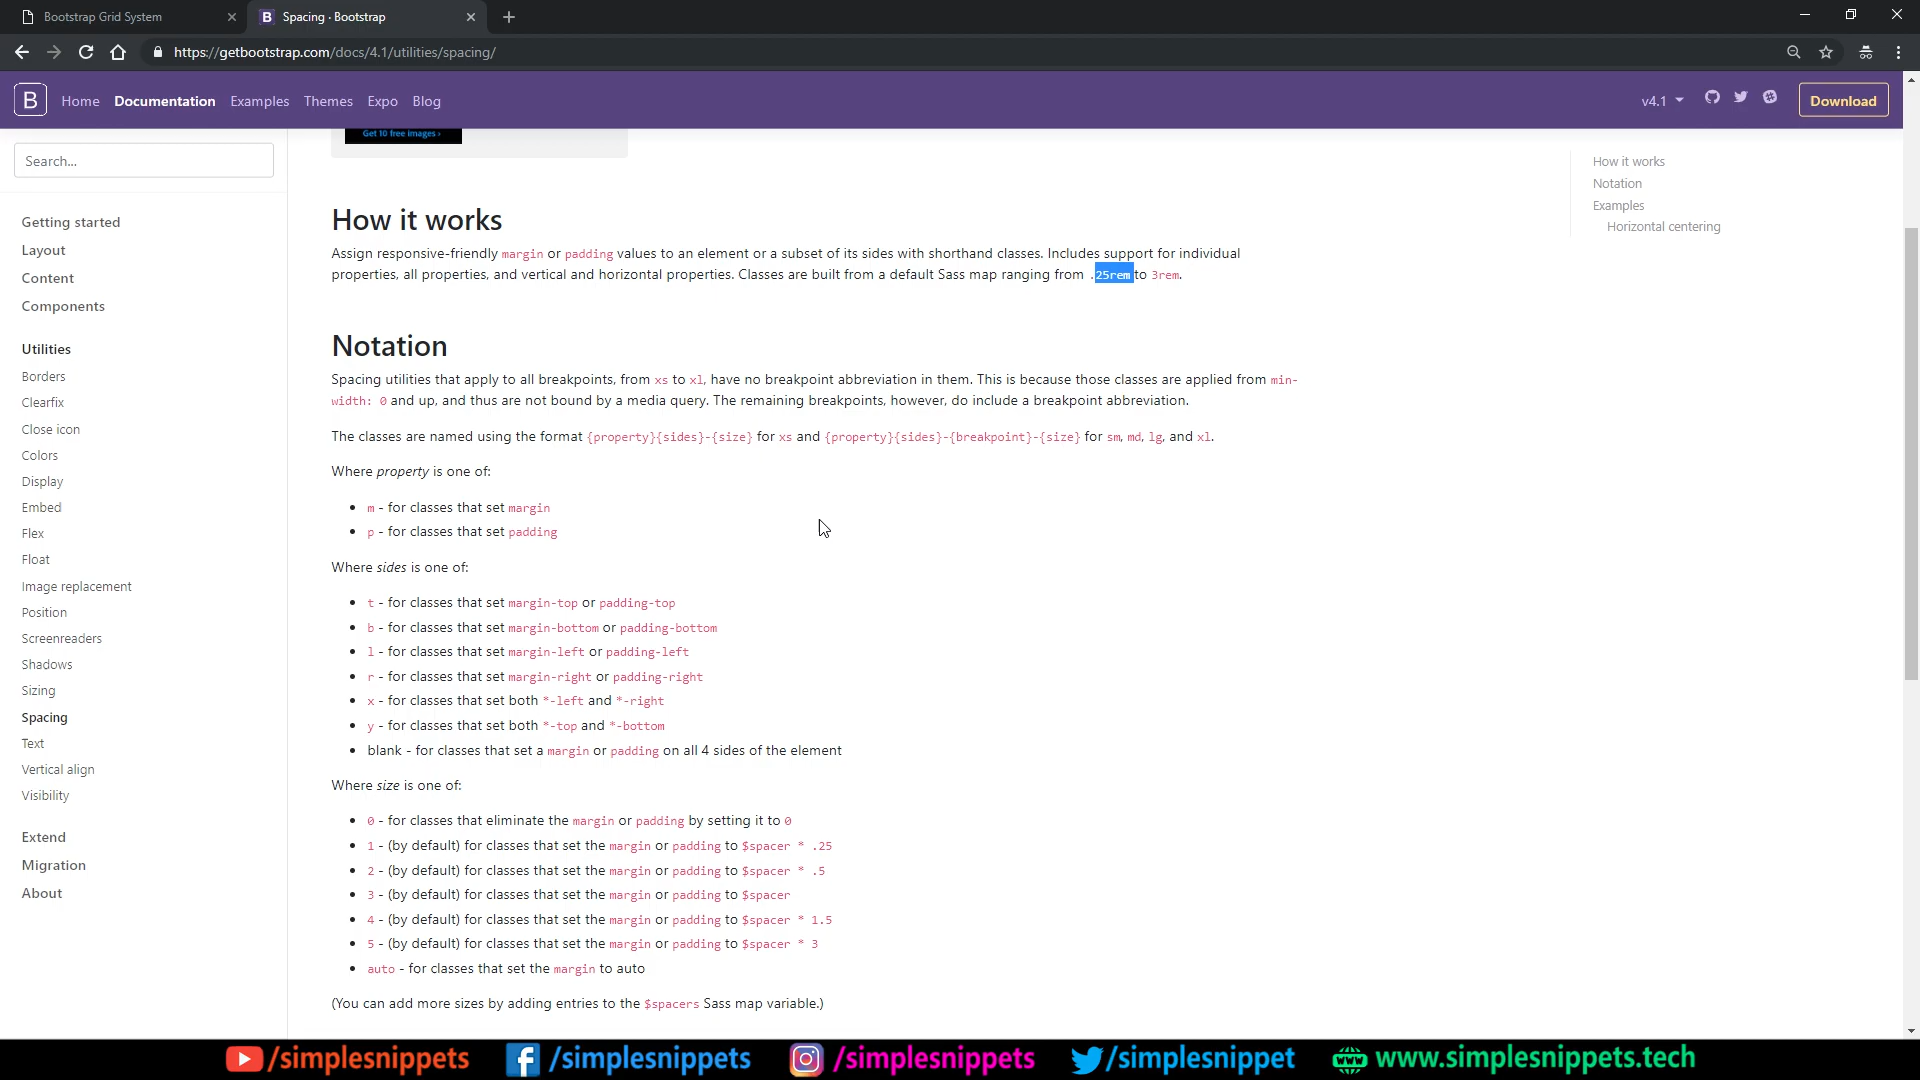 Bootstrap Grid System
B Spacing · Bootstrap
https://getbootstrap.com/docs/4.1/utilities/spacing/
B Home Documentation Examples Themes Expo Blog v4.1 Download
Get 10 free images ›
Search...
Getting started
Layout
Content
Components
Utilities
Borders
Clearfix
Close icon
Colors
Display
Embed
Flex
Float
Image replacement
Position
Screenreaders
Shadows
Sizing
Spacing
Text
Vertical align
Visibility
Extend
Migration
About
How it works
Assign responsive-friendly margin or padding values to an element or a subset of its sides with shorthand classes. Includes support for individual
properties, all properties, and vertical and horizontal properties. Classes are built from a default Sass map ranging from .25rem to 3rem.
Notation
Spacing utilities that apply to all breakpoints, from xs to xl, have no breakpoint abbreviation in them. This is because those classes are applied from min-
width: 0 and up, and thus are not bound by a media query. The remaining breakpoints, however, do include a breakpoint abbreviation.
The classes are named using the format {property}{sides}-{size} for xs and {property}{sides}-{breakpoint}-{size} for sm, md, lg, and xl.
Where property is one of:
• m - for classes that set margin
• p - for classes that set padding
Where sides is one of:
• t - for classes that set margin-top or padding-top
• b - for classes that set margin-bottom or padding-bottom
• l - for classes that set margin-left or padding-left
• r - for classes that set margin-right or padding-right
• x - for classes that set both *-left and *-right
• y - for classes that set both *-top and *-bottom
• blank - for classes that set a margin or padding on all 4 sides of the element
Where size is one of:
• 0 - for classes that eliminate the margin or padding by setting it to 0
• 1 - (by default) for classes that set the margin or padding to $spacer * .25
• 2 - (by default) for classes that set the margin or padding to $spacer * .5
• 3 - (by default) for classes that set the margin or padding to $spacer
• 4 - (by default) for classes that set the margin or padding to $spacer * 1.5
• 5 - (by default) for classes that set the margin or padding to $spacer * 3
• auto - for classes that set the margin to auto
(You can add more sizes by adding entries to the $spacers Sass map variable.)
How it works
Notation
Examples
Horizontal centering
/simplesnippets /simplesnippets /simplesnippets /simplesnippet www.simplesnippets.tech